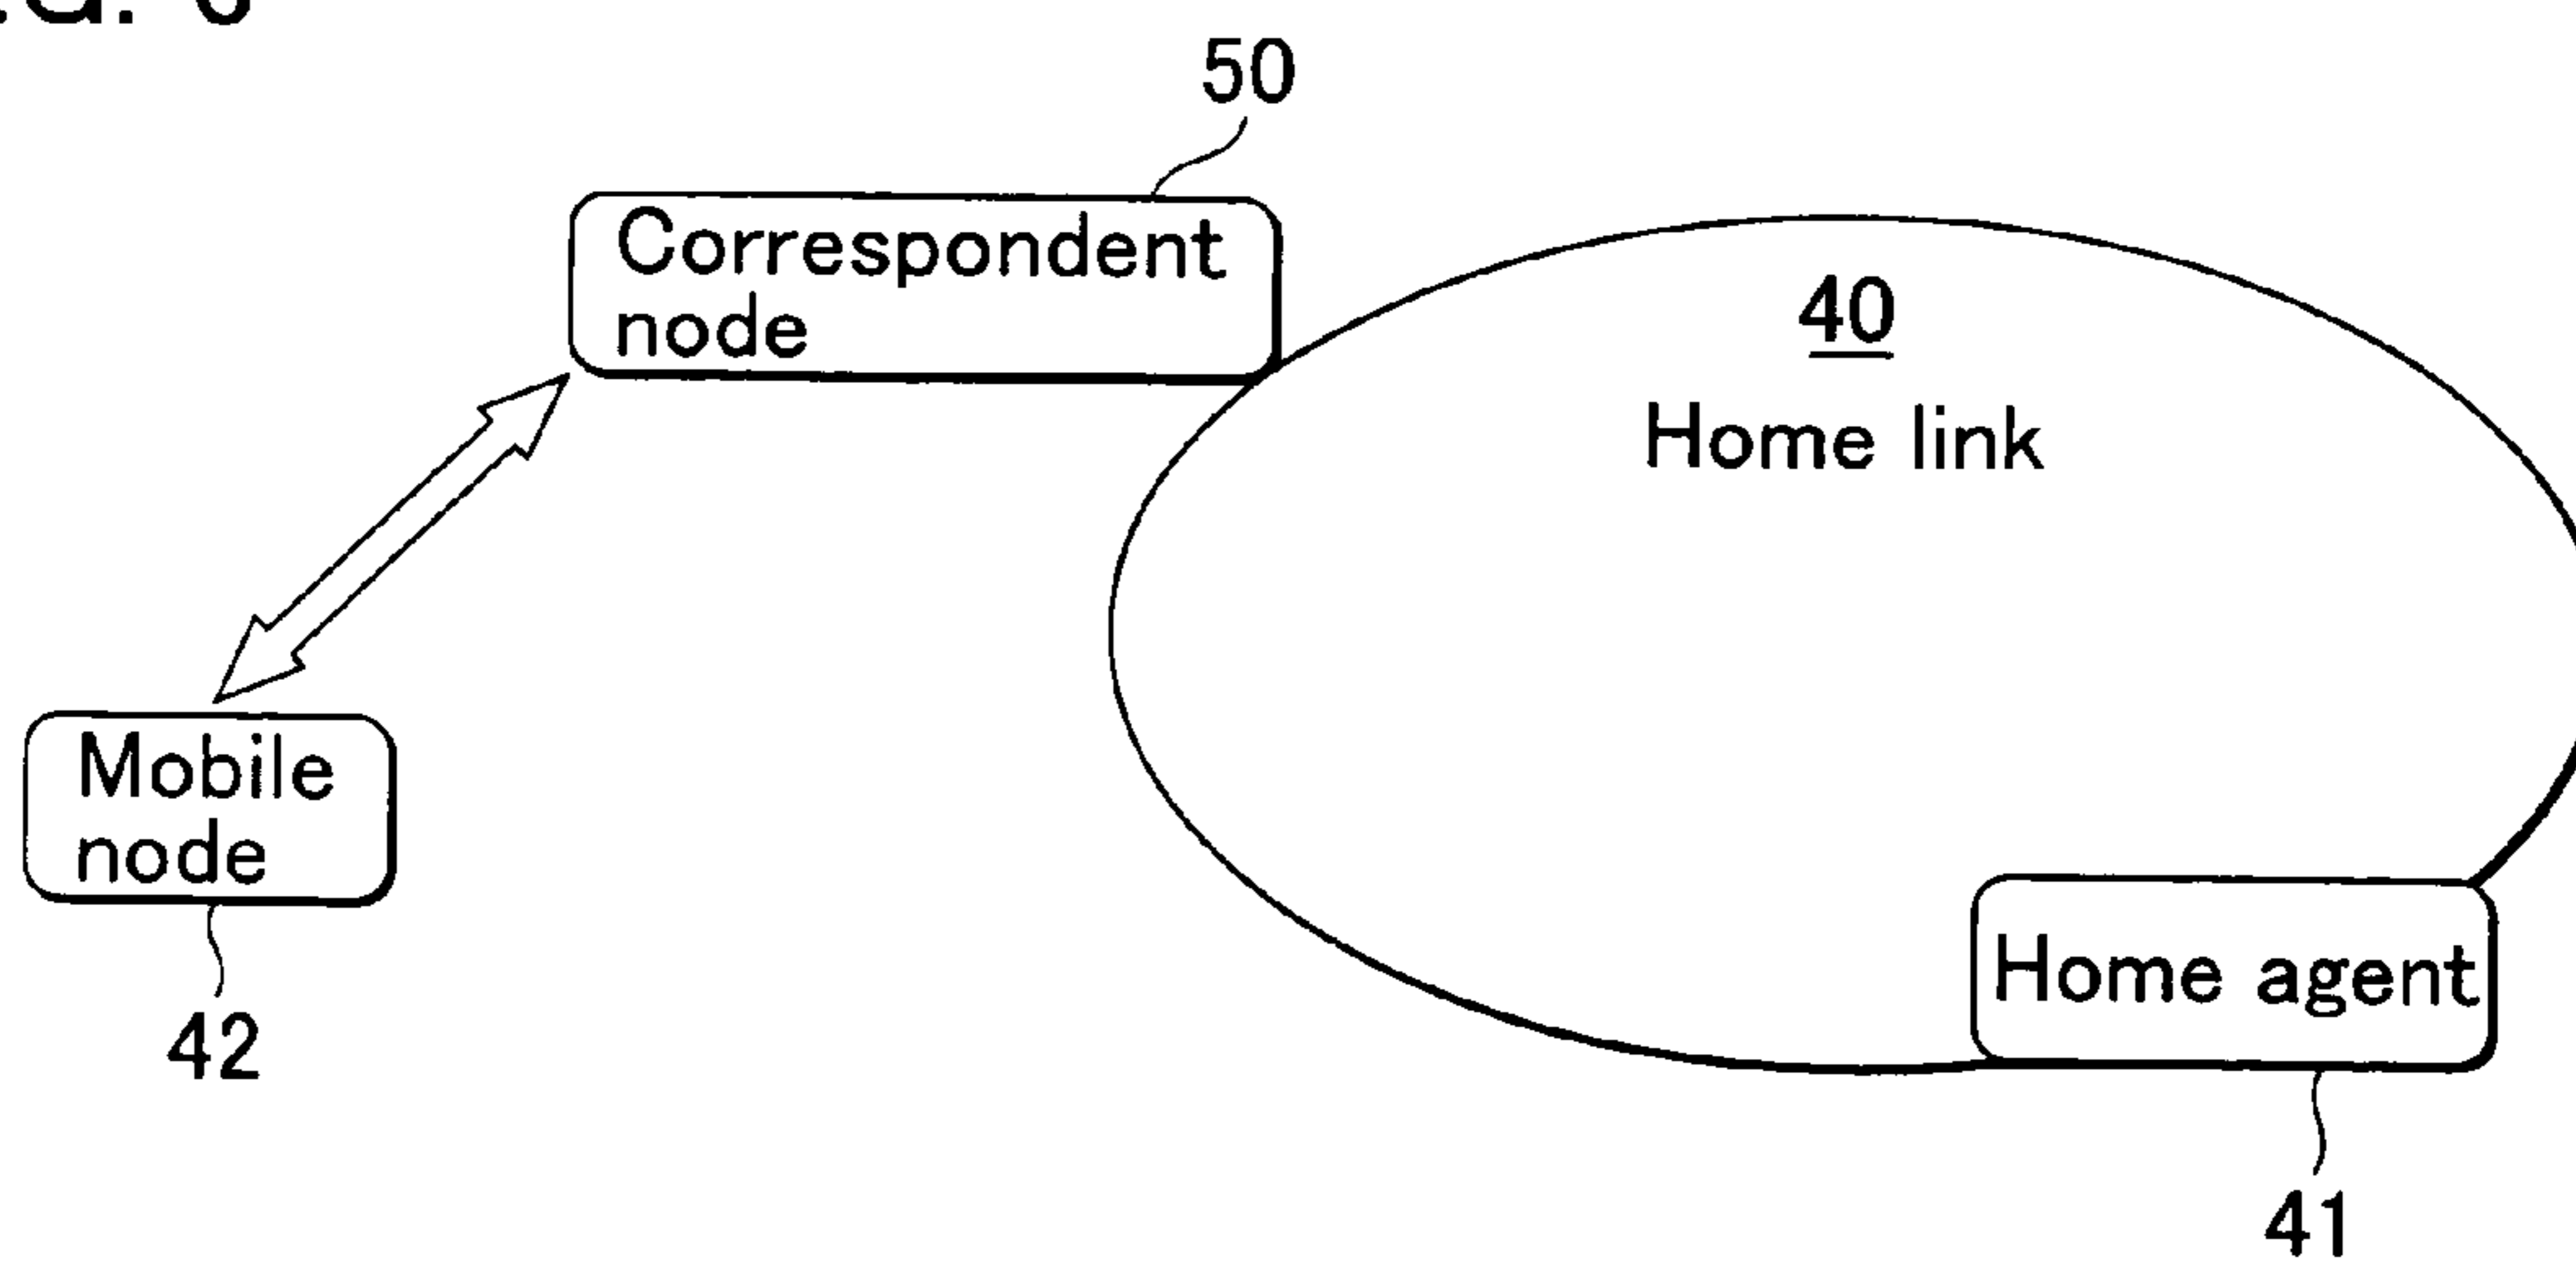 50
Correspondent
node
40
Home link
Mobile
node
42
Home agent
41